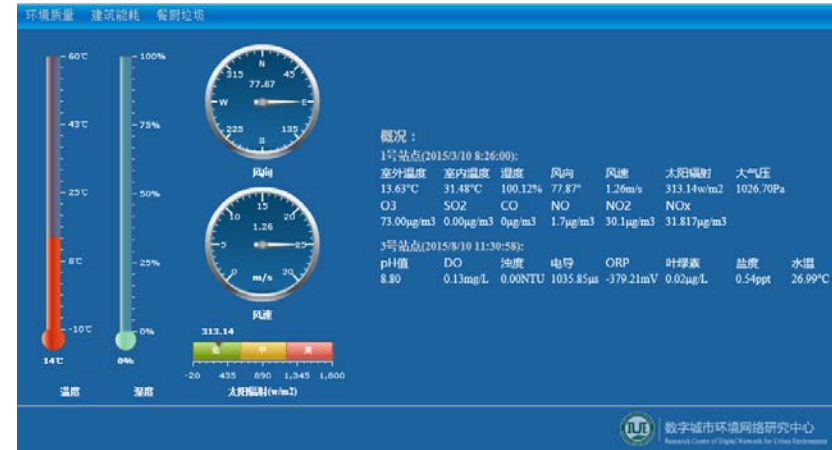 环境质量 建筑能耗 餐厨垃圾
60℃
43℃
25℃
8℃
-10℃
14℃
温度
100%
75%
50%
25%
0%
0%
湿度
N
315 45
77.87
W E
225 135
S
风向
15
10 20
1.26
5 25
0 m/s 30
风速
313.14
低 中 高
-20 435 890 1,345 1,800
太阳辐射(w/m2)
概况：
1号站点(2015/3/10 8:26:00):
室外温度 室内温度 湿度 风向 风速 太阳辐射 大气压
13.63°C 31.48°C 100.12% 77.87° 1.26m/s 313.14w/m2 1026.70Pa
O3 SO2 CO NO NO2 NOx
73.00μg/m3 0.00μg/m3 0μg/m3 1.7μg/m3 30.1μg/m3 31.817μg/m3
3号站点(2015/8/10 11:30:58):
pH值 DO 浊度 电导 ORP 叶绿素 盐度 水温
8.80 0.13mg/L 0.00NTU 1035.85μs -379.21mV 0.02μg/L 0.54ppt 26.99°C
IUE
数字城市环境网络研究中心
Research Centre of Digital Network for Urban Environment